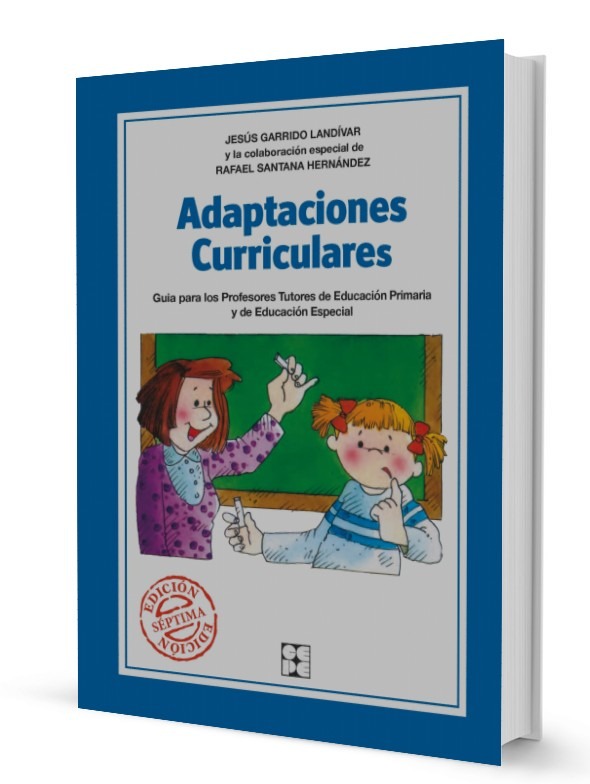 JESÚS GARRIDO LANDÍVAR
y la colaboración especial de
RAFAEL SANTANA HERNÁNDEZ
Adaptaciones
Curriculares
Guia para los Profesores Tutores de Educación Primaria
y de Educación Especial
EDICIÓN
SÉPTIMA
EDICIÓN
CEPE